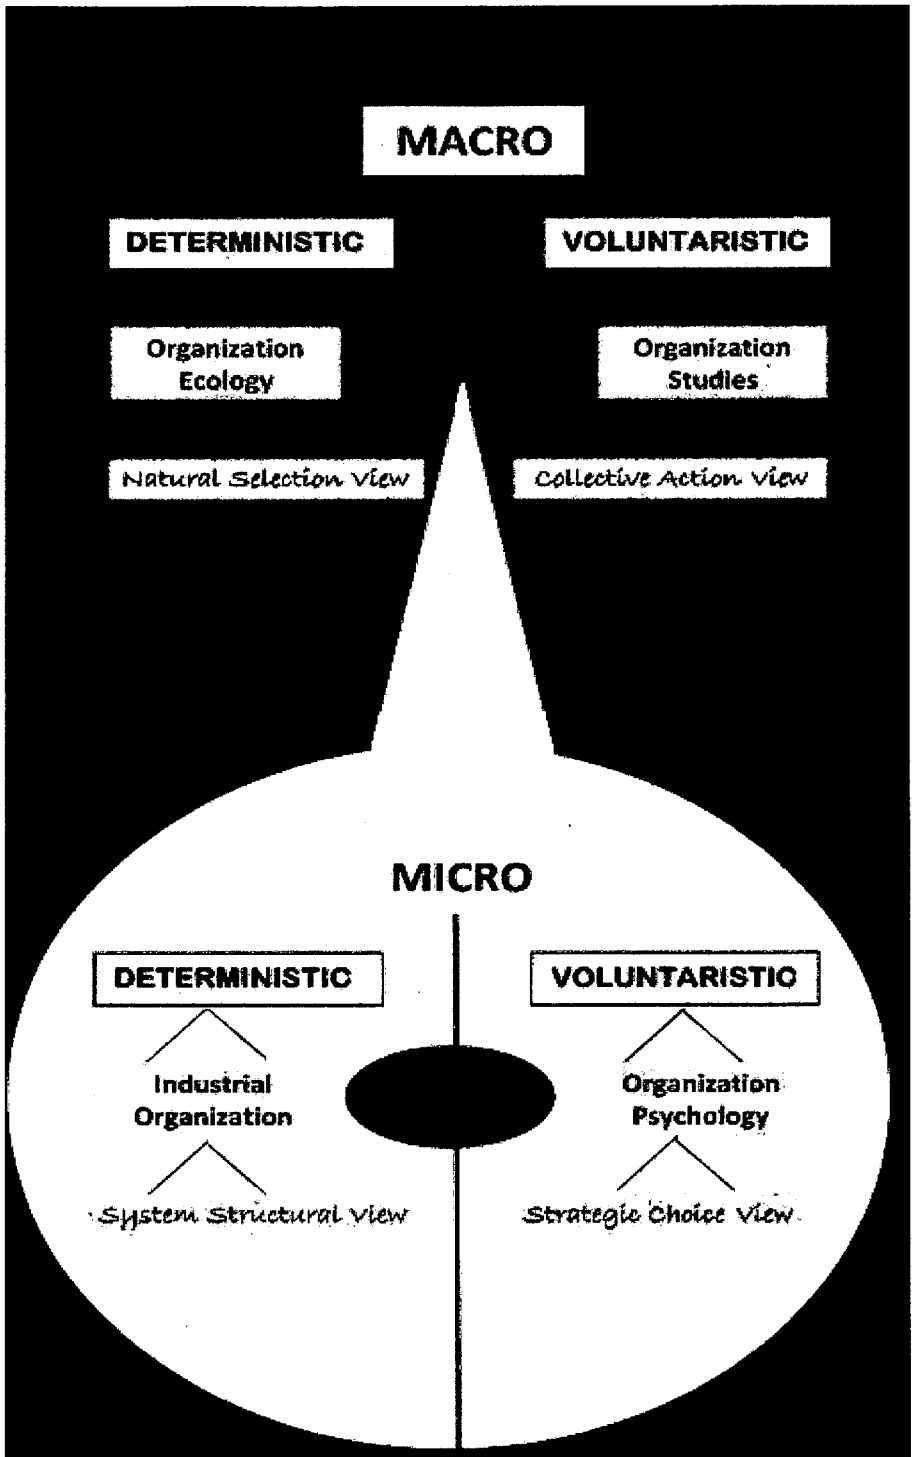 MACRO
DETERMINISTIC
VOLUNTARISTIC
Organization
Ecology
Organization
Studies
Natural Selection View
Collective Action View
MICRO
DETERMINISTIC
VOLUNTARISTIC
Industrial
Organization
Organization
Psychology
System Structural View
Strategic Choice View